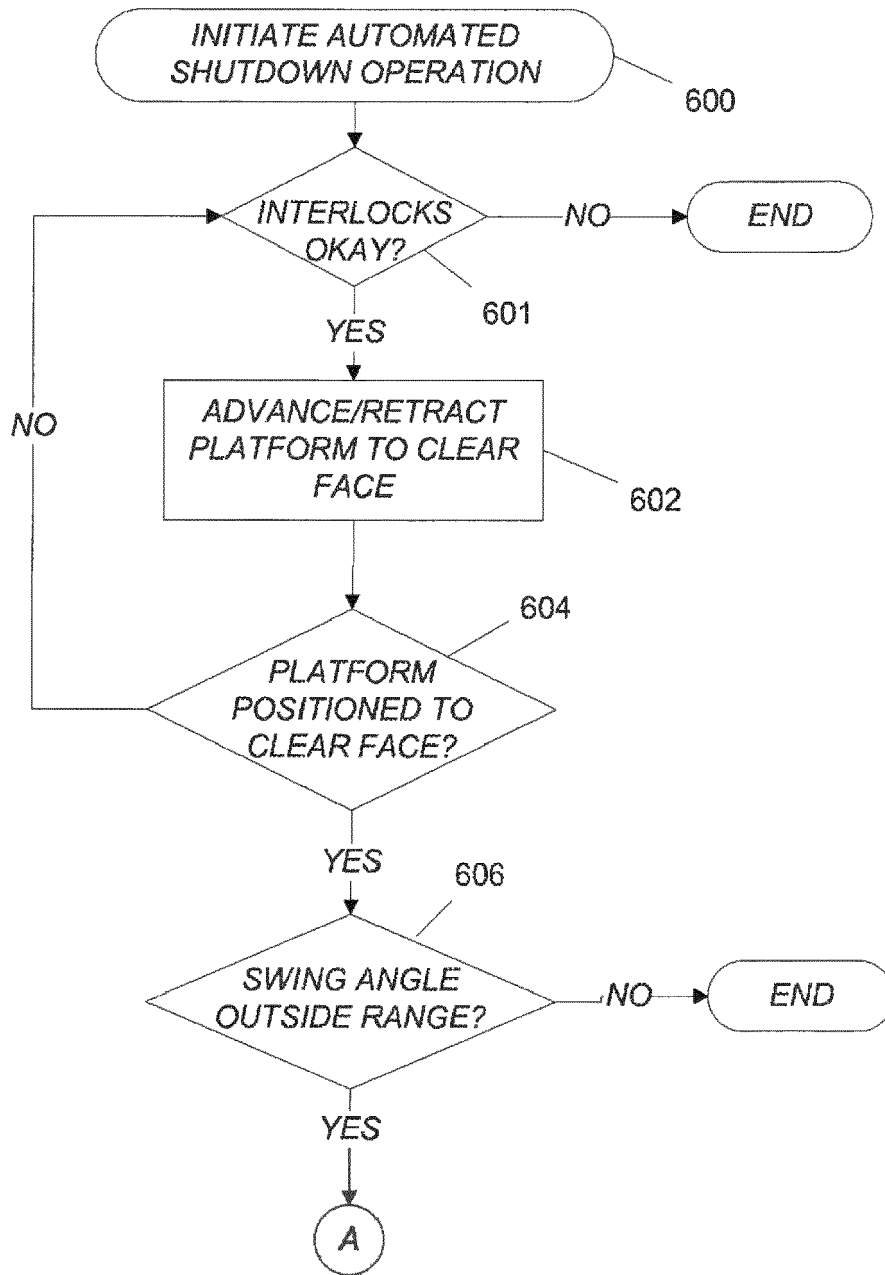 INITIATE AUTOMATED
SHUTDOWN OPERATION
600
INTERLOCKS
OKAY?
NO
END
601
YES
ADVANCE/RETRACT
PLATFORM TO CLEAR
FACE
NO
602
604
PLATFORM
POSITIONED TO
CLEAR FACE?
YES
606
SWING ANGLE
OUTSIDE RANGE?
NO
END
YES
A